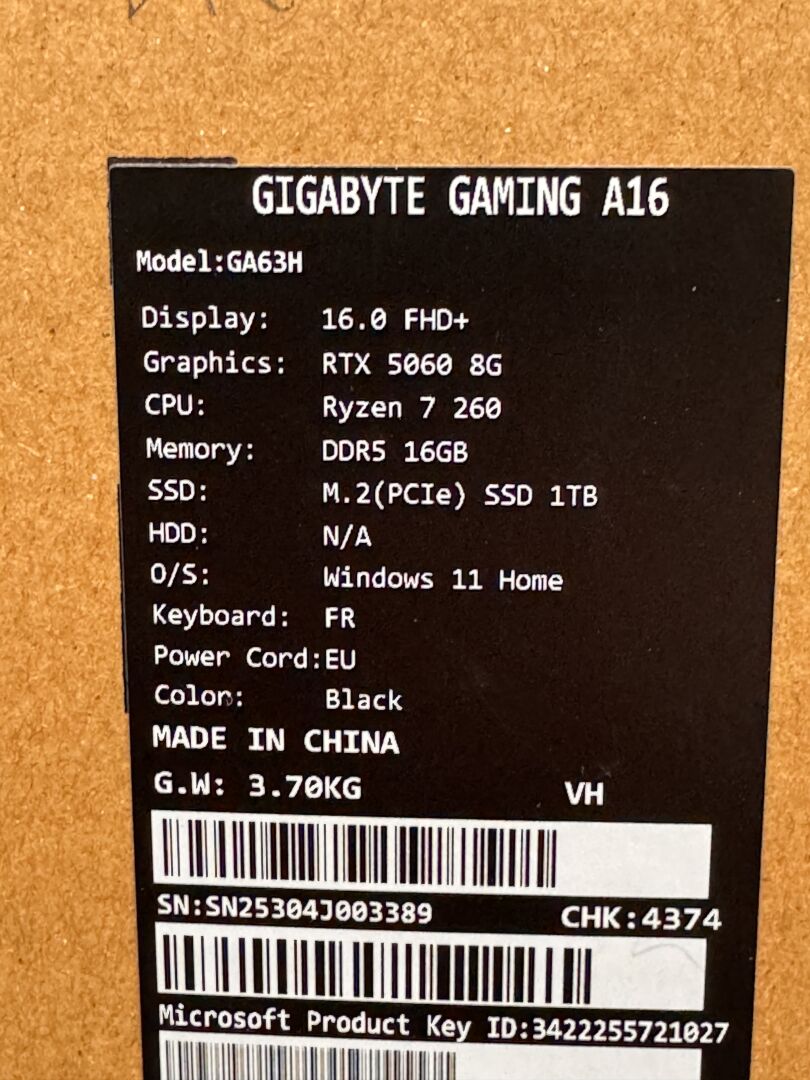 GIGABYTE GAMING A16
Model:GA63H
Display: 16.0 FHD+
Graphics: RTX 5060 8G
CPU: Ryzen 7 260
Memory: DDR5 16GB
SSD: M.2(PCIe) SSD 1TB
HDD: N/A
O/S: Windows 11 Home
Keyboard: FR
Power Cord:EU
Color: Black
MADE IN CHINA
G.W: 3.70KG VH
SN:SN25304J003389 CHK:4374
Microsoft Product Key ID:3422255721027